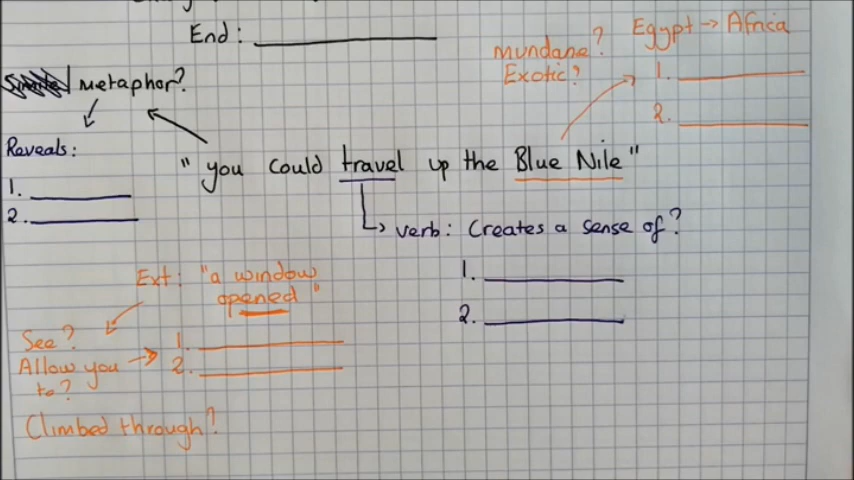 End:
mundane?
Exotic?
Egypt → Africa
1.
2.
metaphor?
Reveals:
1.
2.
"you could travel up the Blue Nile"
verb: Creates a sense of?
1.
2.
Ext: "a window
opened"
See?
Allow you
to?
1.
2.
Climbed through?